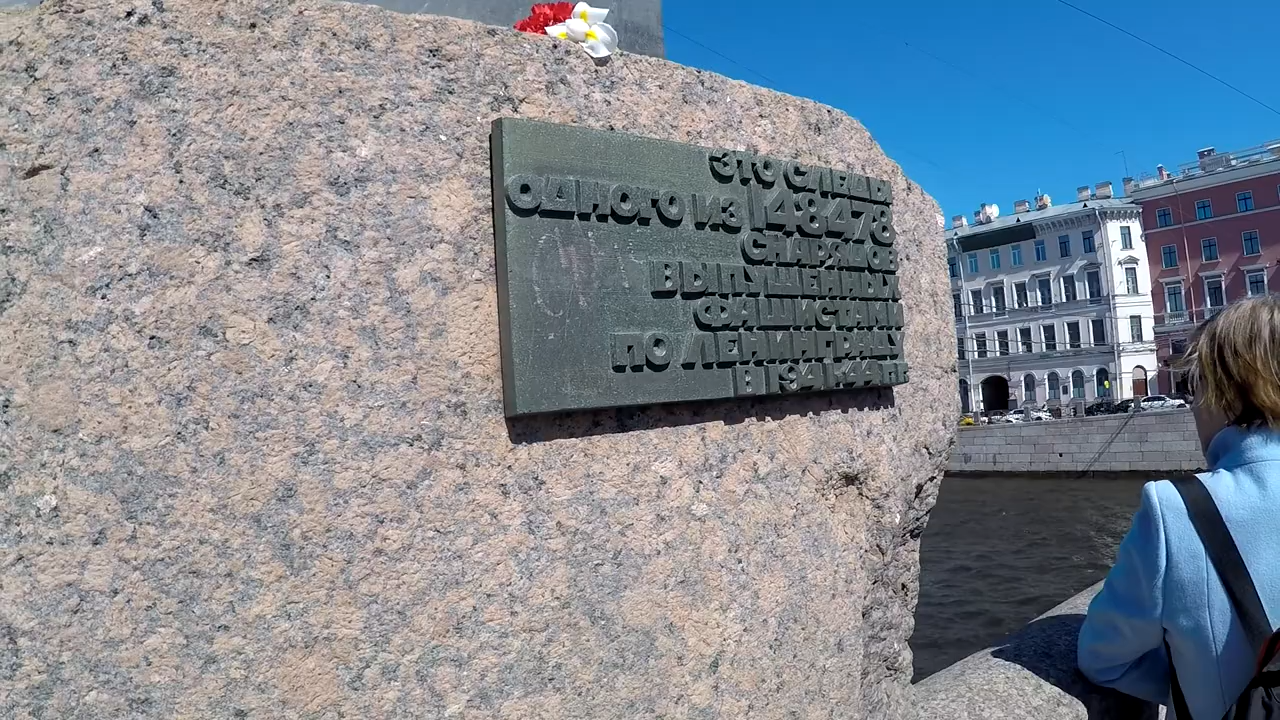 ЭТО СЛЕДЫ
ОДНОГО ИЗ 148478
СНАРЯДОВ
ВЫПУЩЕННЫХ
ФАШИСТАМИ
ПО ЛЕНИНГРАДУ
В 1941-44 ГГ.